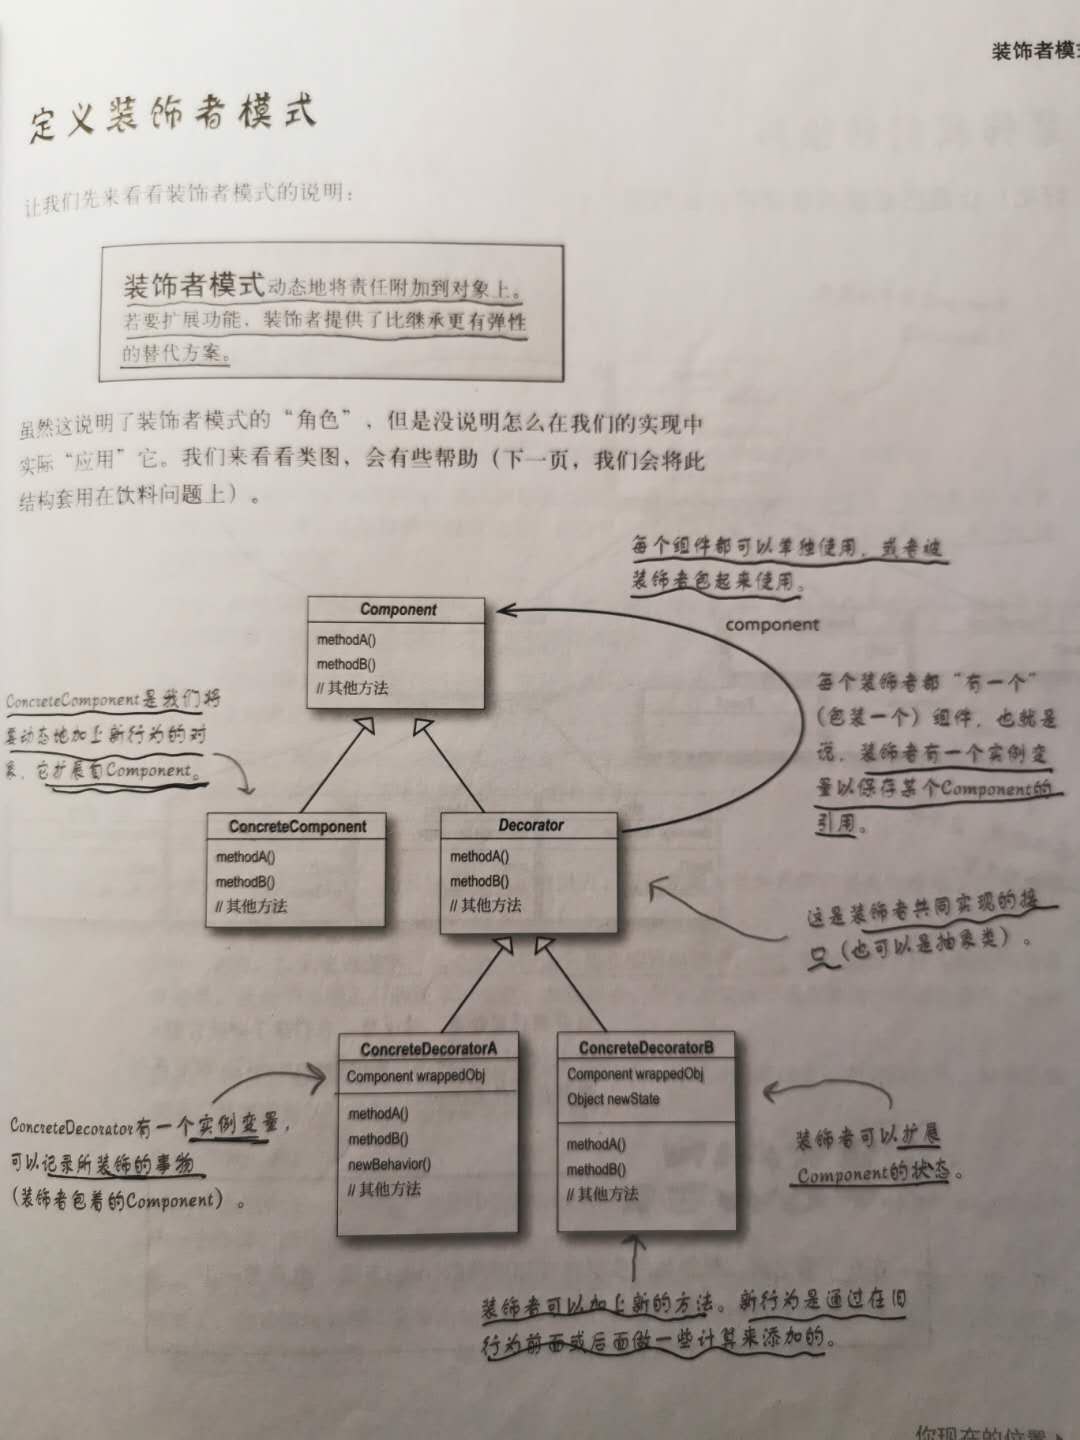 装饰者模
定义装饰者模式
让我们先来看看装饰者模式的说明：
装饰者模式动态地将责任附加到对象上。
若要扩展功能，装饰者提供了比继承更有弹性
的替代方案。
虽然这说明了装饰者模式的“角色”，但是没说明怎么在我们的实现中
实际“应用”它。我们来看看类图，会有些帮助（下一页，我们会将此
结构套用在饮料问题上）。
每个组件都可以单独使用，或者被
装饰者包起来使用。
component
Component
methodA()
methodB()
// 其他方法
每个装饰者都“有一个”
（包装一个）组件，也就是
说，装饰者有一个实例变
量以保存某个Component的
引用。
ConcreteComponent是我们将
要动态地加上新行为的对
象，它扩展自Component。
ConcreteComponent
methodA()
methodB()
// 其他方法
Decorator
methodA()
methodB()
// 其他方法
这是装饰者共同实现的接
口（也可以是抽象类）。
ConcreteDecoratorA
Component wrappedObj
methodA()
methodB()
newBehavior()
// 其他方法
ConcreteDecoratorB
Component wrappedObj
Object newState
methodA()
methodB()
// 其他方法
ConcreteDecorator有一个实例变量，
可以记录所装饰的事物
（装饰者包着的Component）。
装饰者可以扩展
Component的状态。
装饰者可以加上新的方法。新行为是通过在旧
行为前面或后面做一些计算来添加的。
你现在的位置